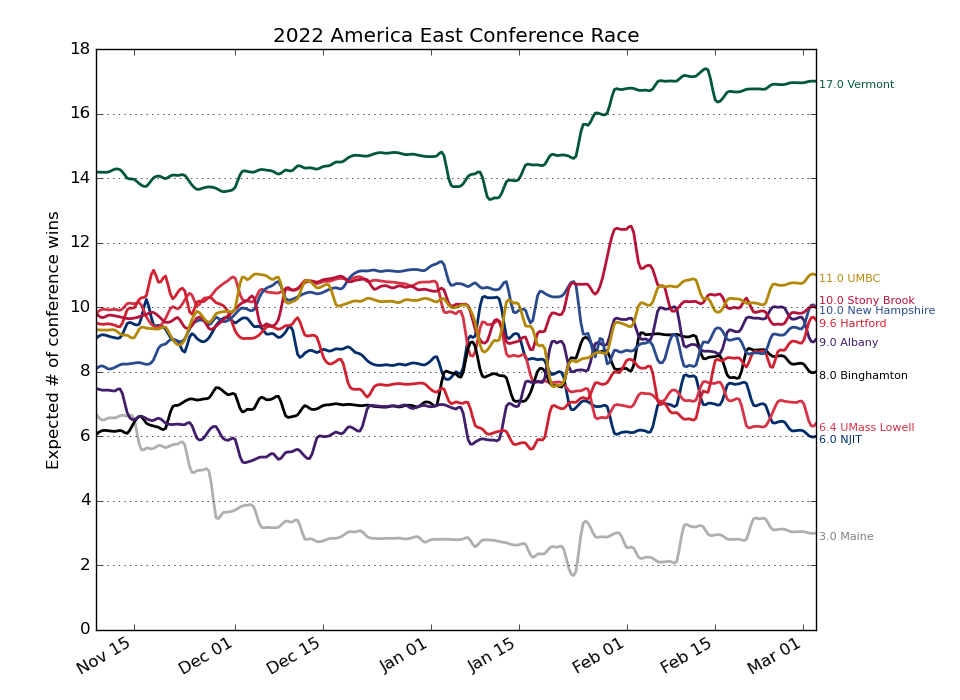 2022 America East Conference Race
Expected # of conference wins
18
16
14
12
10
8
6
4
2
0
Nov 15
Dec 01
Dec 15
Jan 01
Jan 15
Feb 01
Feb 15
Mar 01
17.0 Vermont
11.0 UMBC
10.0 Stony Brook
10.0 New Hampshire
9.6 Hartford
9.0 Albany
8.0 Binghamton
6.4 UMass Lowell
6.0 NJIT
3.0 Maine